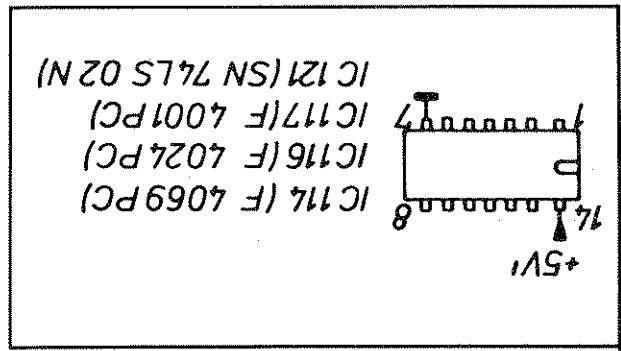 +5V'
14
8
1
7
IC 114 (F 4069 PC)
IC 116 (F 4024 PC)
IC 117 (F 4001 PC)
IC 121 (SN 74LS 02 N)